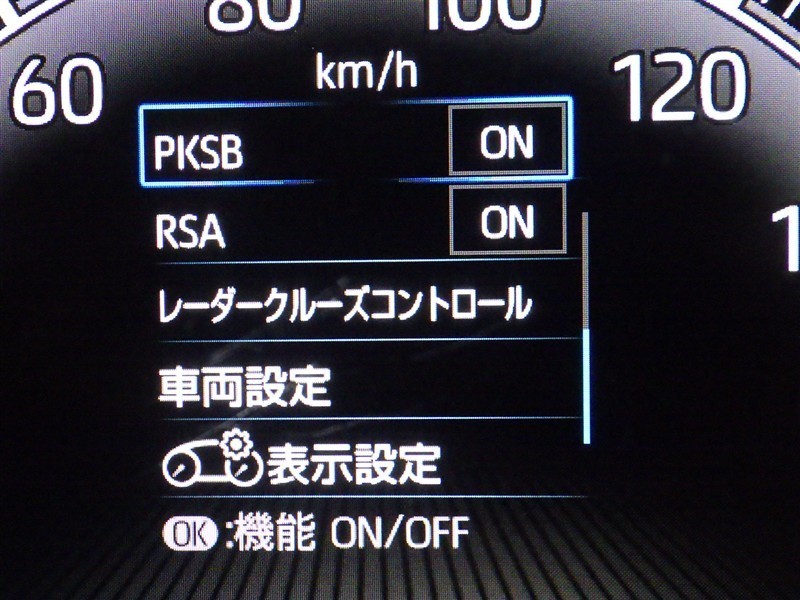 80 100
60 km/h 120
PKSB ON
RSA ON
レーダークルーズコントロール
車両設定
表示設定
OK:機能 ON/OFF